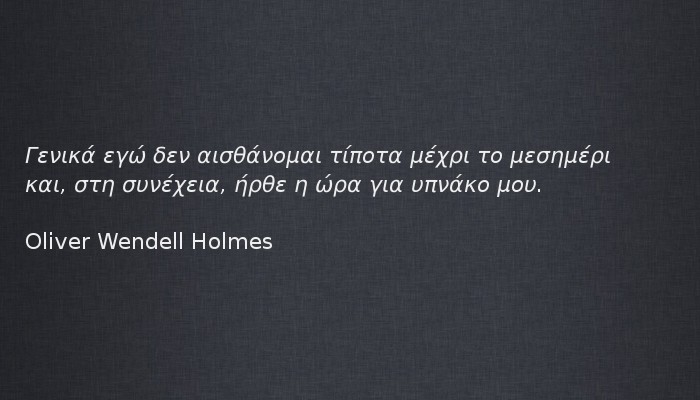 Γενικά εγώ δεν αισθάνομαι τίποτα μέχρι το μεσημέρι
και, στη συνέχεια, ήρθε η ώρα για υπνάκο μου.
Oliver Wendell Holmes